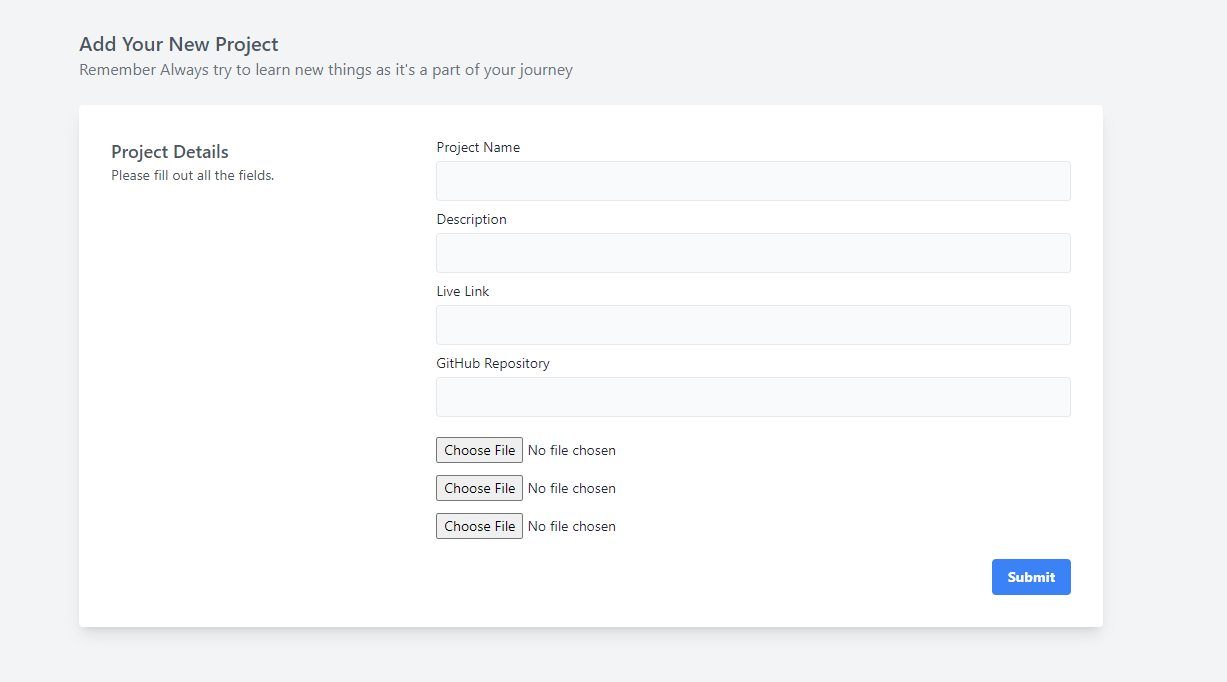 Add Your New Project
Remember Always try to learn new things as it's a part of your journey
Project Details
Please fill out all the fields.
Project Name
Description
Live Link
GitHub Repository
Choose File No file chosen
Choose File No file chosen
Choose File No file chosen
Submit